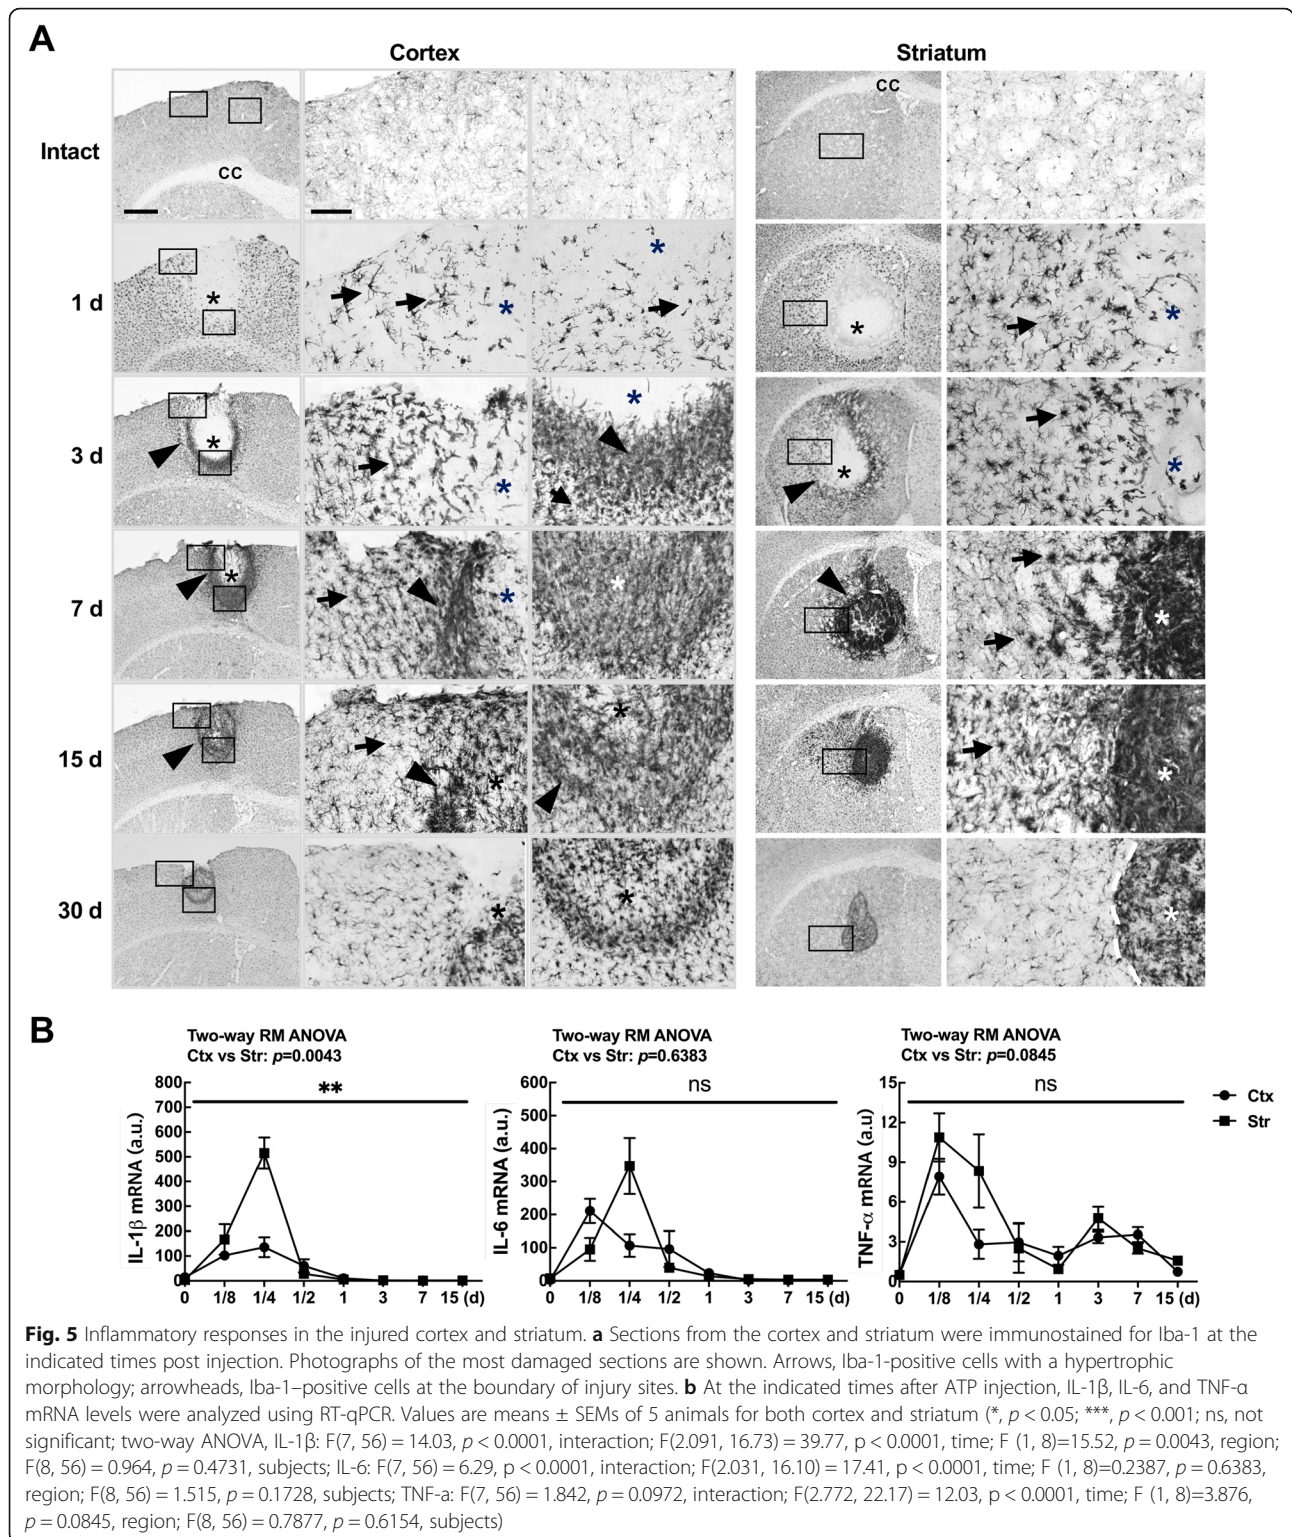 A
Cortex
Striatum
Intact
cc
cc
1 d
*
*
*
*
*
3 d
*
*
*
*
*
7 d
*
*
*
*
15 d
*
*
*
30 d
*
*
*
B
Two-way RM ANOVA
Ctx vs Str: p=0.0043
**
IL-1β mRNA (a.u.)
800
700
600
500
400
300
200
100
0
0 1/8 1/4 1/2 1 3 7 15 (d)
Two-way RM ANOVA
Ctx vs Str: p=0.6383
ns
IL-6 mRNA (a.u.)
600
500
400
300
200
100
0
0 1/8 1/4 1/2 1 3 7 15 (d)
Two-way RM ANOVA
Ctx vs Str: p=0.0845
ns
TNF-α mRNA (a.u)
15
12
9
6
3
0
0 1/8 1/4 1/2 1 3 7 15 (d)
Ctx
Str
Fig. 5 Inflammatory responses in the injured cortex and striatum. a Sections from the cortex and striatum were immunostained for Iba-1 at the
indicated times post injection. Photographs of the most damaged sections are shown. Arrows, Iba-1-positive cells with a hypertrophic
morphology; arrowheads, Iba-1–positive cells at the boundary of injury sites. b At the indicated times after ATP injection, IL-1β, IL-6, and TNF-α
mRNA levels were analyzed using RT-qPCR. Values are means ± SEMs of 5 animals for both cortex and striatum (*, p < 0.05; ***, p < 0.001; ns, not
significant; two-way ANOVA, IL-1β: F(7, 56) = 14.03, p < 0.0001, interaction; F(2.091, 16.73) = 39.77, p < 0.0001, time; F (1, 8)=15.52, p = 0.0043, region;
F(8, 56) = 0.964, p = 0.4731, subjects; IL-6: F(7, 56) = 6.29, p < 0.0001, interaction; F(2.031, 16.10) = 17.41, p < 0.0001, time; F (1, 8)=0.2387, p = 0.6383,
region; F(8, 56) = 1.515, p = 0.1728, subjects; TNF-a: F(7, 56) = 1.842, p = 0.0972, interaction; F(2.772, 22.17) = 12.03, p < 0.0001, time; F (1, 8)=3.876,
p = 0.0845, region; F(8, 56) = 0.7877, p = 0.6154, subjects)